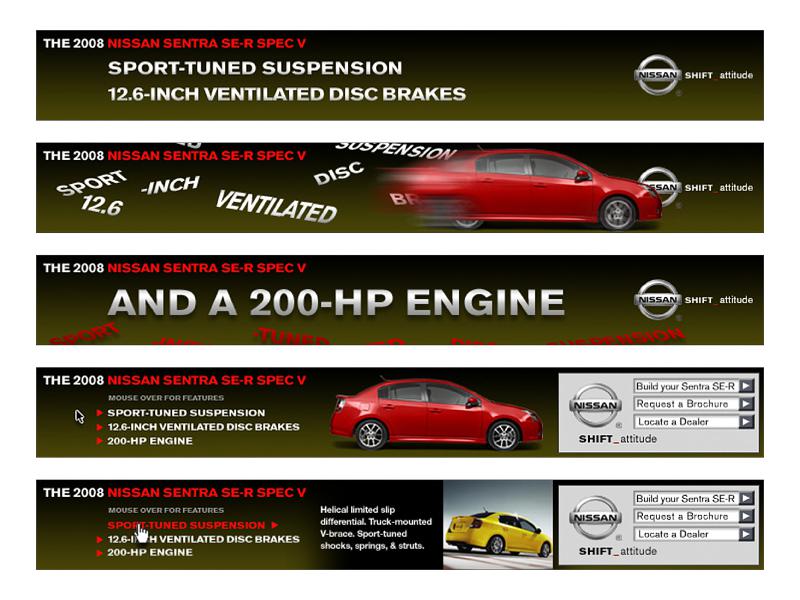 THE 2008 NISSAN SENTRA SE-R SPEC V
SPORT-TUNED SUSPENSION
12.6-INCH VENTILATED DISC BRAKES
NISSAN SHIFT_attitude
THE 2008 NISSAN SENTRA SE-R SPEC V
SUSPENSION
SPORT
-INCH
DISC
12.6
VENTILATED
BR
NISSAN SHIFT_attitude
THE 2008 NISSAN SENTRA SE-R SPEC V
AND A 200-HP ENGINE
NISSAN SHIFT_attitude
SPORT
-TUNED
SUSPENSION
THE 2008 NISSAN SENTRA SE-R SPEC V
MOUSE OVER FOR FEATURES
SPORT-TUNED SUSPENSION
12.6-INCH VENTILATED DISC BRAKES
200-HP ENGINE
NISSAN
SHIFT_attitude
Build your Sentra SE-R
Request a Brochure
Locate a Dealer
THE 2008 NISSAN SENTRA SE-R SPEC V
MOUSE OVER FOR FEATURES
SPORT-TUNED SUSPENSION
12.6-INCH VENTILATED DISC BRAKES
200-HP ENGINE
Helical limited slip
differential. Truck-mounted
V-brace. Sport-tuned
shocks, springs, & struts.
NISSAN
SHIFT_attitude
Build your Sentra SE-R
Request a Brochure
Locate a Dealer